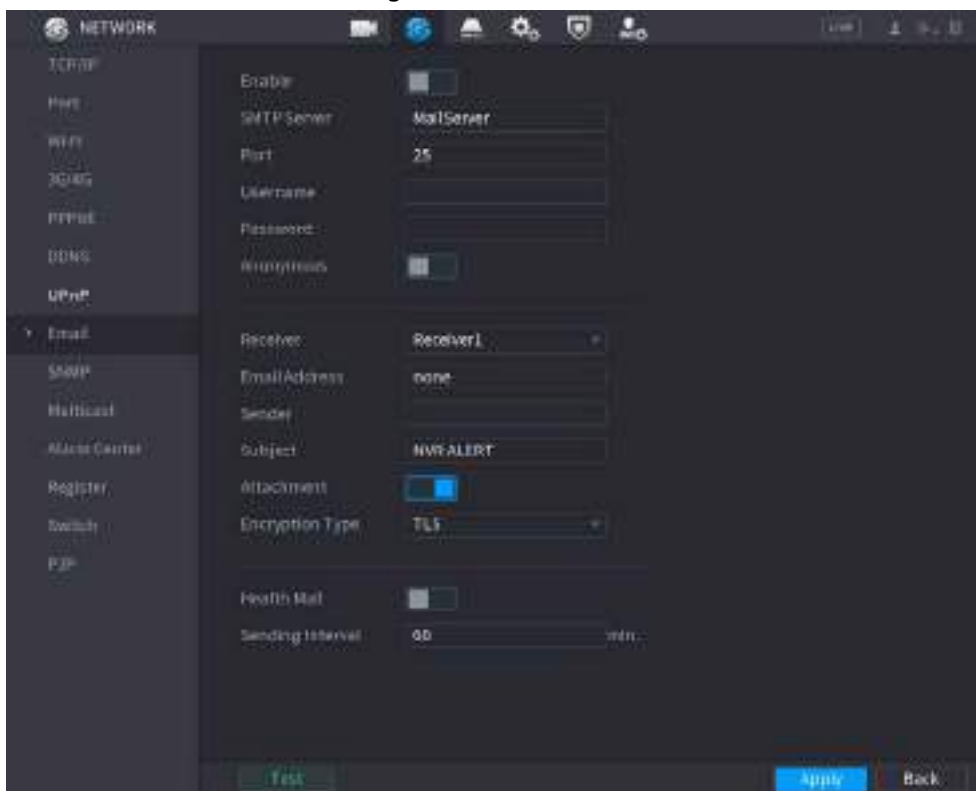 NETWORK
LIVE
TCP/IP
Port
WI-FI
3G/4G
PPPoE
DDNS
UPnP
Email
SNMP
Multicast
Alarm Center
Register
Switch
P2P
Enable
SMTP Server MailServer
Port 25
Username
Password
Anonymous
Receiver Receiver1
Email Address none
Sender
Subject NVR ALERT
Attachment
Encryption Type TLS
Health Mail
Sending Interval 60 min.
Test
Apply
Back